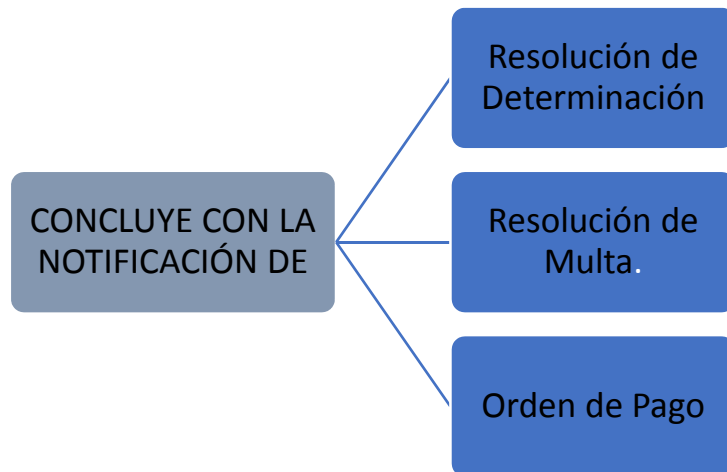 CONCLUYE CON LA
NOTIFICACIÓN DE
Resolución de
Determinación
Resolución de
Multa.
Orden de Pago